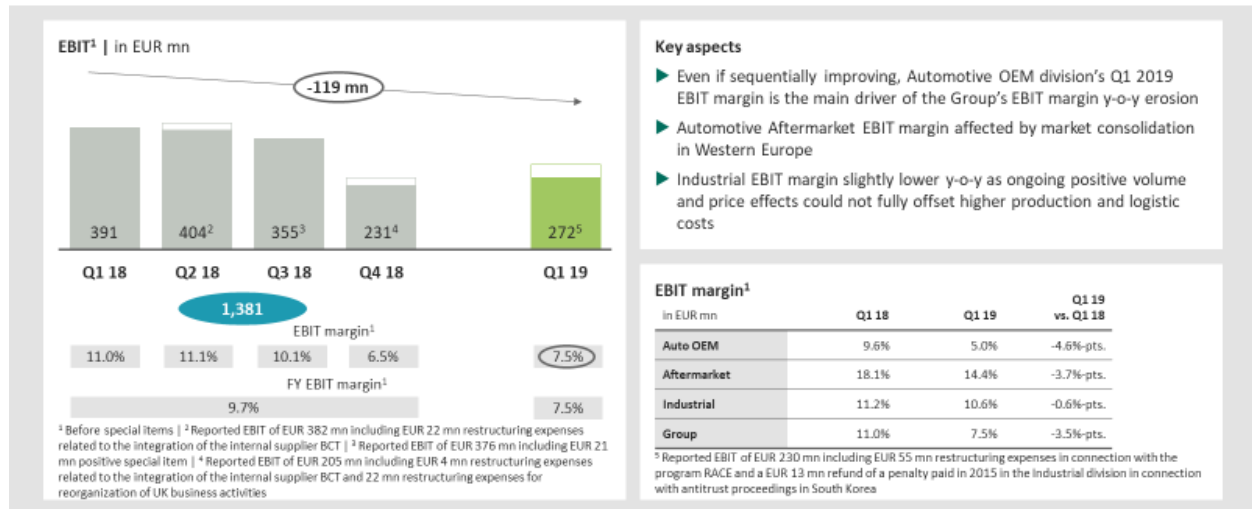 EBIT¹ | in EUR mn
-119 mn
391
404²
355³
231⁴
272⁵
Q1 18
Q2 18
Q3 18
Q4 18
Q1 19
1,381
EBIT margin¹
11.0%
11.1%
10.1%
6.5%
7.5%
FY EBIT margin¹
9.7%
7.5%
¹ Before special items | ² Reported EBIT of EUR 382 mn including EUR 22 mn restructuring expenses
related to the integration of the internal supplier BCT | ³ Reported EBIT of EUR 376 mn including EUR 21
mn positive special item | ⁴ Reported EBIT of EUR 205 mn including EUR 4 mn restructuring expenses
related to the integration of the internal supplier BCT and 22 mn restructuring expenses for
reorganization of UK business activities
Key aspects
Even if sequentially improving, Automotive OEM division's Q1 2019
EBIT margin is the main driver of the Group's EBIT margin y-o-y erosion
Automotive Aftermarket EBIT margin affected by market consolidation
in Western Europe
Industrial EBIT margin slightly lower y-o-y as ongoing positive volume
and price effects could not fully offset higher production and logistic
costs
EBIT margin¹
in EUR mn Q1 18 Q1 19 Q1 19
vs. Q1 18
Auto OEM 9.6% 5.0% -4.6%-pts.
Aftermarket 18.1% 14.4% -3.7%-pts.
Industrial 11.2% 10.6% -0.6%-pts.
Group 11.0% 7.5% -3.5%-pts.
⁵ Reported EBIT of EUR 230 mn including EUR 55 mn restructuring expenses in connection with the
program RACE and a EUR 13 mn refund of a penalty paid in 2015 in the Industrial division in connection
with antitrust proceedings in South Korea